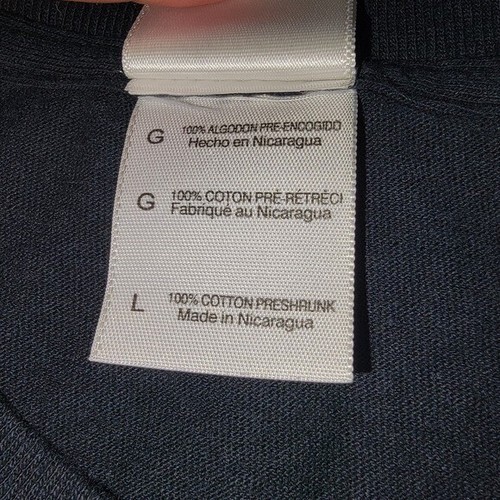 G 100% ALGODON PRE-ENCOGIDO
Hecho en Nicaragua
G 100% COTON PRÉ-RÉTRÉCI
Fabriqué au Nicaragua
L 100% COTTON PRESHRUNK
Made in Nicaragua